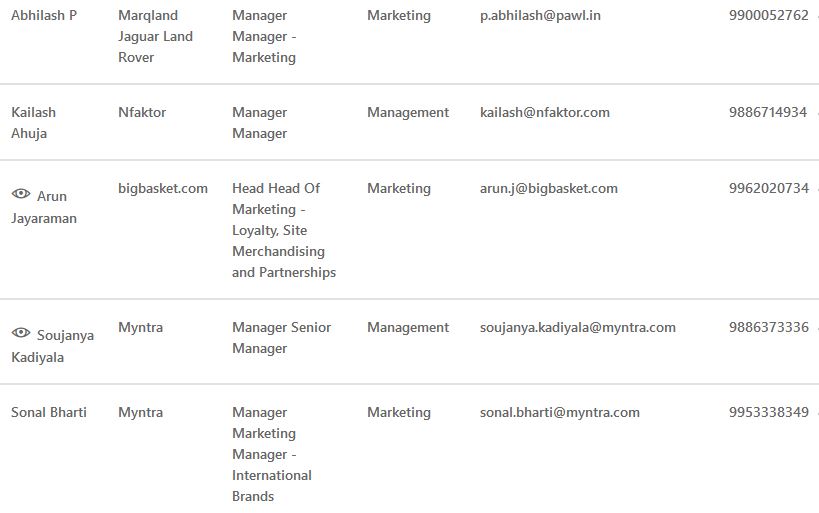 Abhilash P Marqland Manager Marketing p.abhilash@pawl.in 9900052762
Jaguar Land Manager -
Rover Marketing
Kailash Nfaktor Manager Management kailash@nfaktor.com 9886714934
Ahuja Manager
Arun bigbasket.com Head Head Of Marketing arun.j@bigbasket.com 9962020734
Jayaraman Marketing -
Loyalty, Site
Merchandising
and Partnerships
Soujanya Myntra Manager Senior Management soujanya.kadiyala@myntra.com 9886373336
Kadiyala Manager
Sonal Bharti Myntra Manager Marketing sonal.bharti@myntra.com 9953338349
Marketing
Manager -
International
Brands